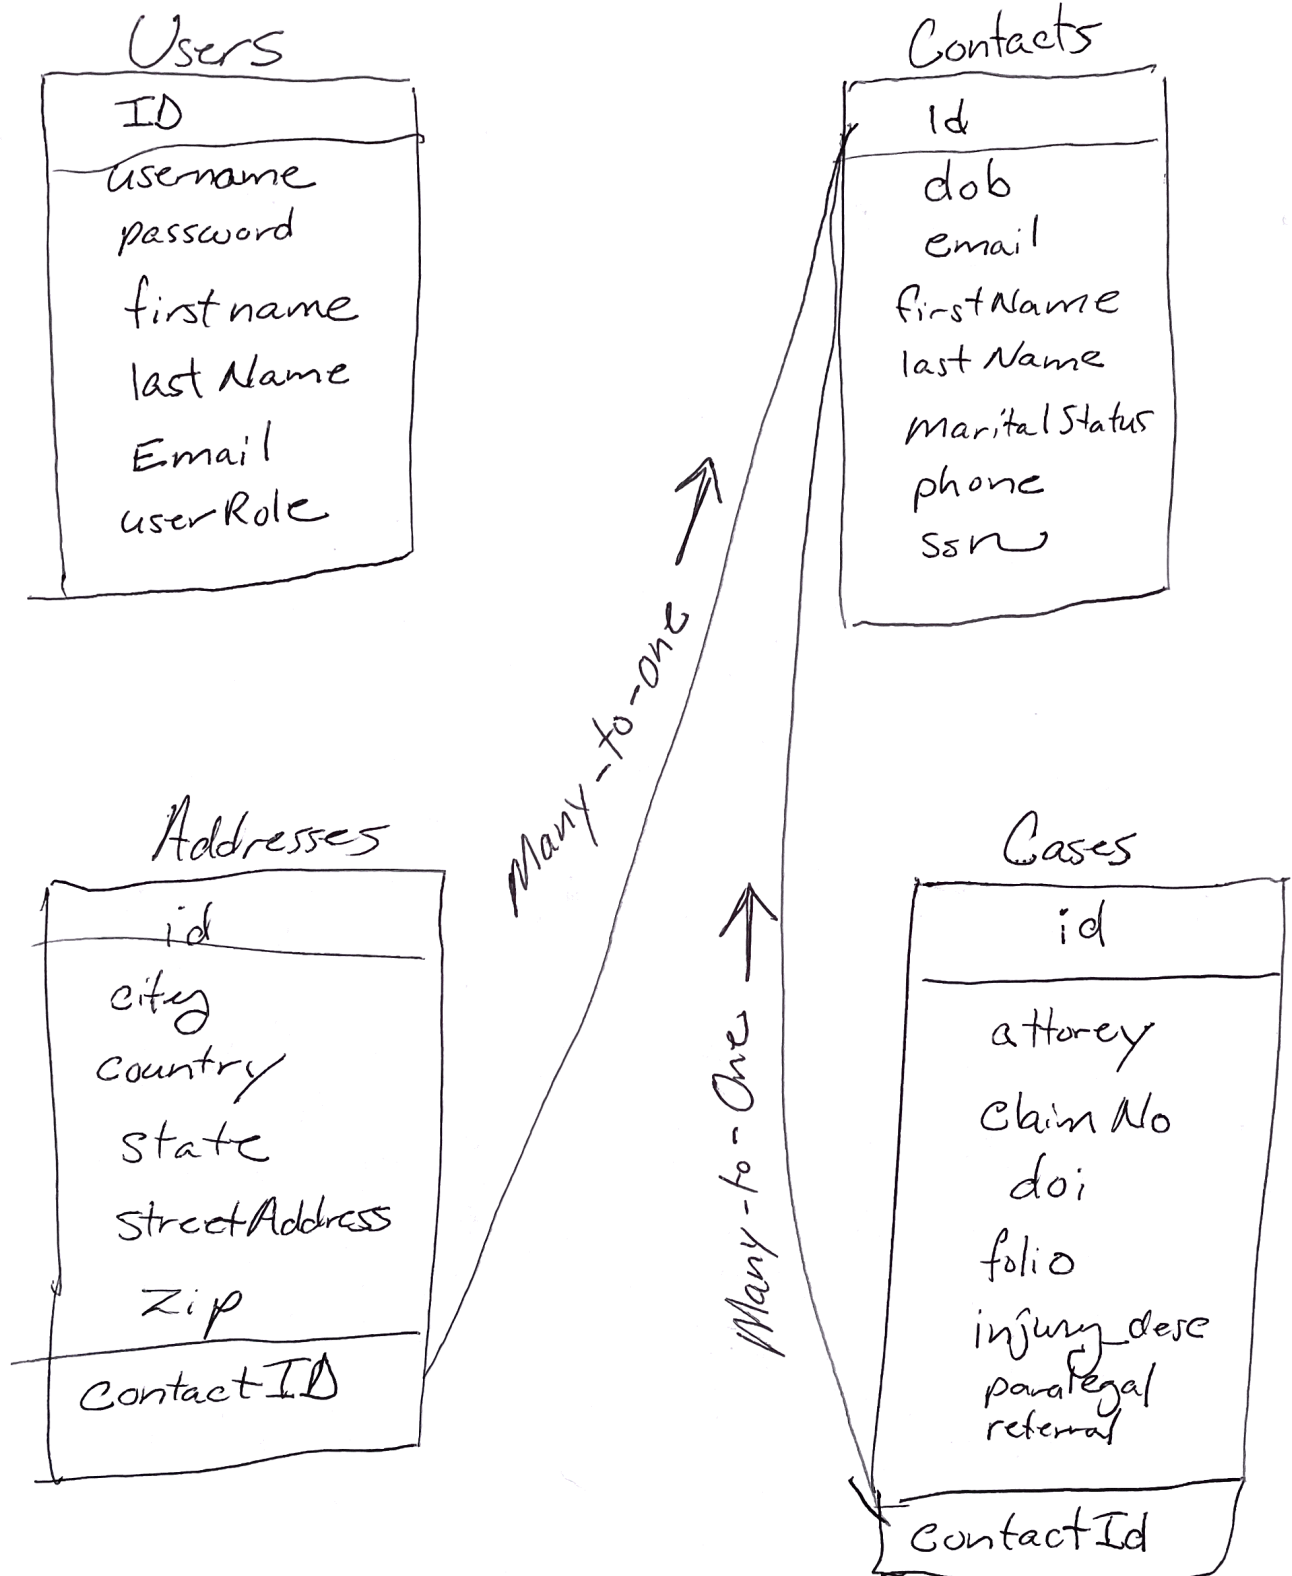 Users
ID
username
password
firstname
lastName
Email
userRole
Contacts
Id
dob
email
firstName
lastName
maritalStatus
phone
ssn
Many-to-one
Many-to-One
Addresses
id
city
country
state
streetAddress
Zip
contactID
Cases
id
attorey
claimNo
doi
folio
injury_desc
paralegal
referral
contactId